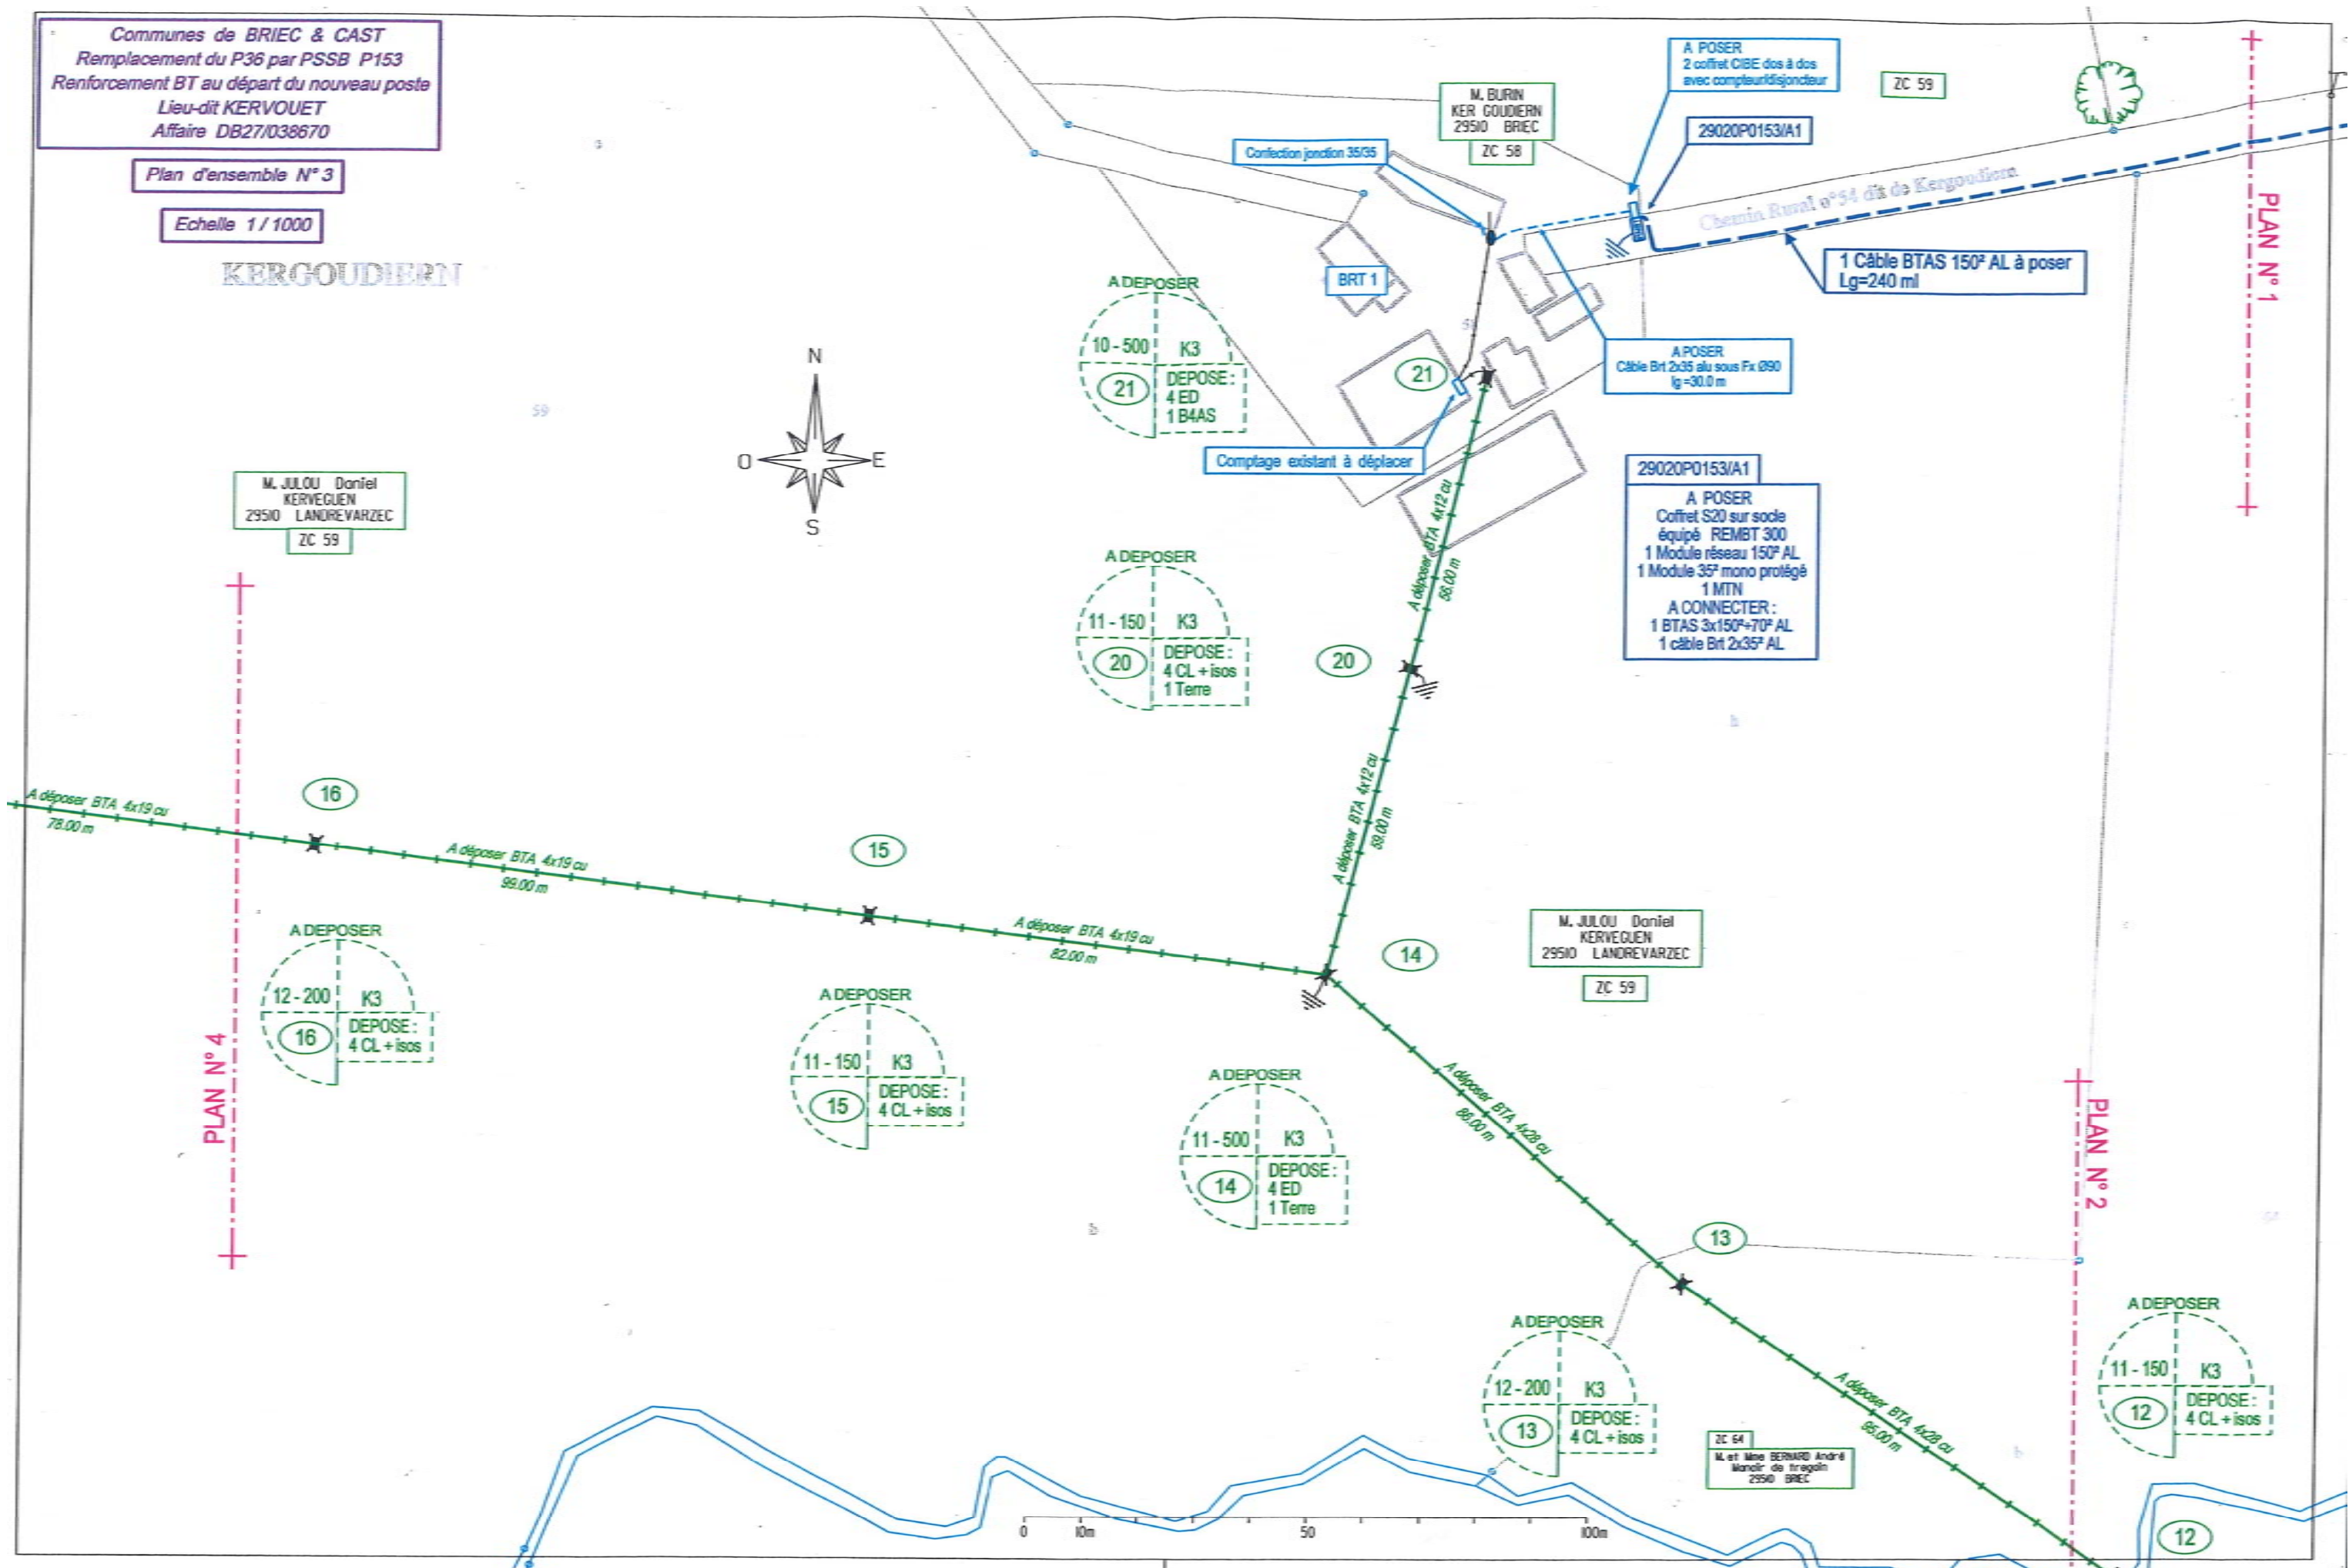 Communes de BRIEC & CAST
Remplacement du P36 par PSSB P153
Renforcement BT au départ du nouveau poste
Lieu-dit KERVOUET
Affaire DB27/038670
Plan d'ensemble N° 3
Echelle 1 / 1000
KERGOUDIERN
A POSER
2 coffret CIBE dos à dos
avec compteur/disjoncteur
ZC 59
M. BURIN
KER GOUDIERN
29510 BRIEC
ZC 58
29020P0153/A1
Confection jonction 35/35
Chemin Rural n°54 dit de Kergoudiern
PLAN N° 1
1 Câble BTAS 150² AL à poser
Lg=240 ml
BRT 1
A DEPOSER
10 - 500
K3
21
DEPOSE :
4 ED
1 B4AS
21
A POSER
Câble Brt 2x35 alu sous Fx Ø90
lg =30.0 m
N
O
E
S
59
Comptage existant à déplacer
29020P0153/A1
A POSER
Coffret S20 sur socle
équipé REMBT 300
1 Module réseau 150² AL
1 Module 35² mono protégé
1 MTN
A CONNECTER :
1 BTAS 3x150²+70² AL
1 câble Brt 2x35² AL
M. JULOU Daniel
KERVEGUEN
29510 LANDREVARZEC
ZC 59
A déposer BTA 4x12 cu
56.00 m
A DEPOSER
11 - 150
K3
20
DEPOSE :
4 CL + isos
1 Terre
20
A déposer BTA 4x12 cu
59.00 m
A déposer BTA 4x19 cu
78.00 m
16
A déposer BTA 4x19 cu
99.00 m
15
A déposer BTA 4x19 cu
82.00 m
14
M. JULOU Daniel
KERVEGUEN
29510 LANDREVARZEC
ZC 59
PLAN N° 4
A DEPOSER
12 - 200
K3
16
DEPOSE :
4 CL + isos
A DEPOSER
11 - 150
K3
15
DEPOSE :
4 CL + isos
A DEPOSER
11 - 500
K3
14
DEPOSE :
4 ED
1 Terre
A déposer BTA 4x28 cu
86.00 m
PLAN N° 2
13
A DEPOSER
12 - 200
K3
13
DEPOSE :
4 CL + isos
A déposer BTA 4x28 cu
95.00 m
A DEPOSER
11 - 150
K3
12
DEPOSE :
4 CL + isos
ZC 64
M. et Mme BERNARD André
Manoir de
29510 BRIEC
0
10m
50
100m
12